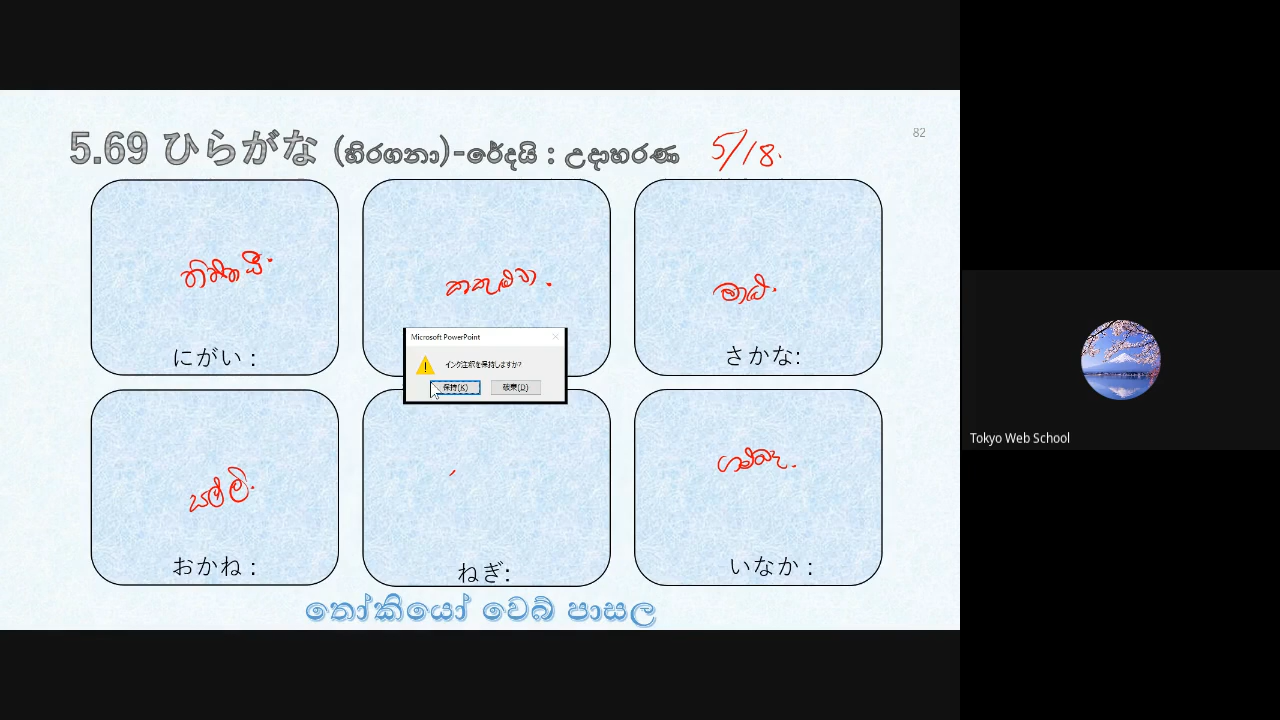 5.69 ひらがな (හිරගනා)-රේදයි : උදාහරණ 5/18.
82
තිත්තයි.
කකුළුවා.
මාළු.
にがい :
さかな:
Microsoft PowerPoint
インク注釈を保持しますか?
保持(K)
破棄(D)
සල්ලි.
ගම්බද.
おかね :
ねぎ:
いなか :
තෝකියෝ වෙබ් පාසල
Tokyo Web School